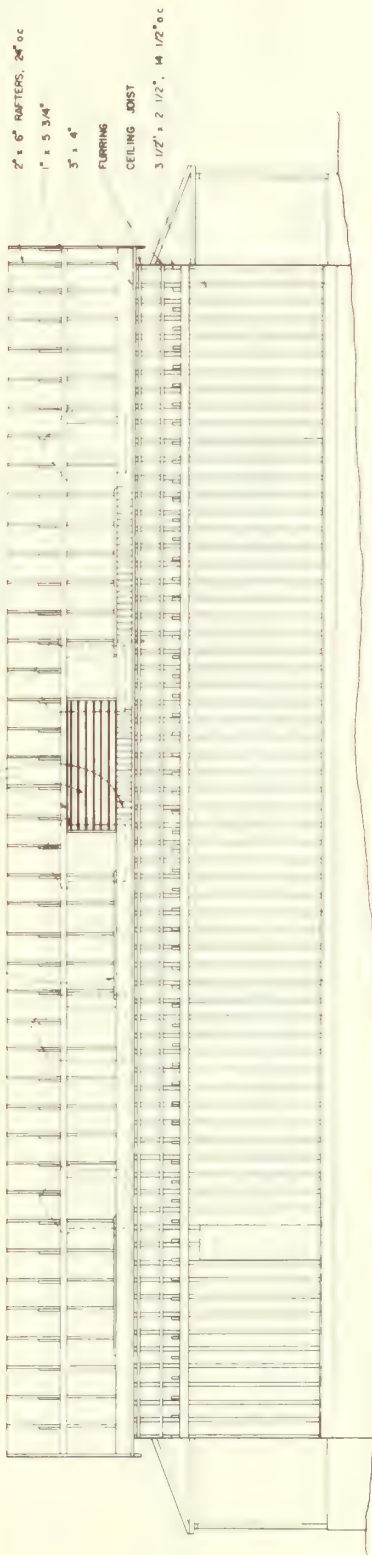 2" x 6" RAFTERS, 24" o.c.
1" x 5 3/4"
3" x 4"
FURRING
CEILING JOIST
3 1/2" x 2 1/2", 14 1/2" o.c.